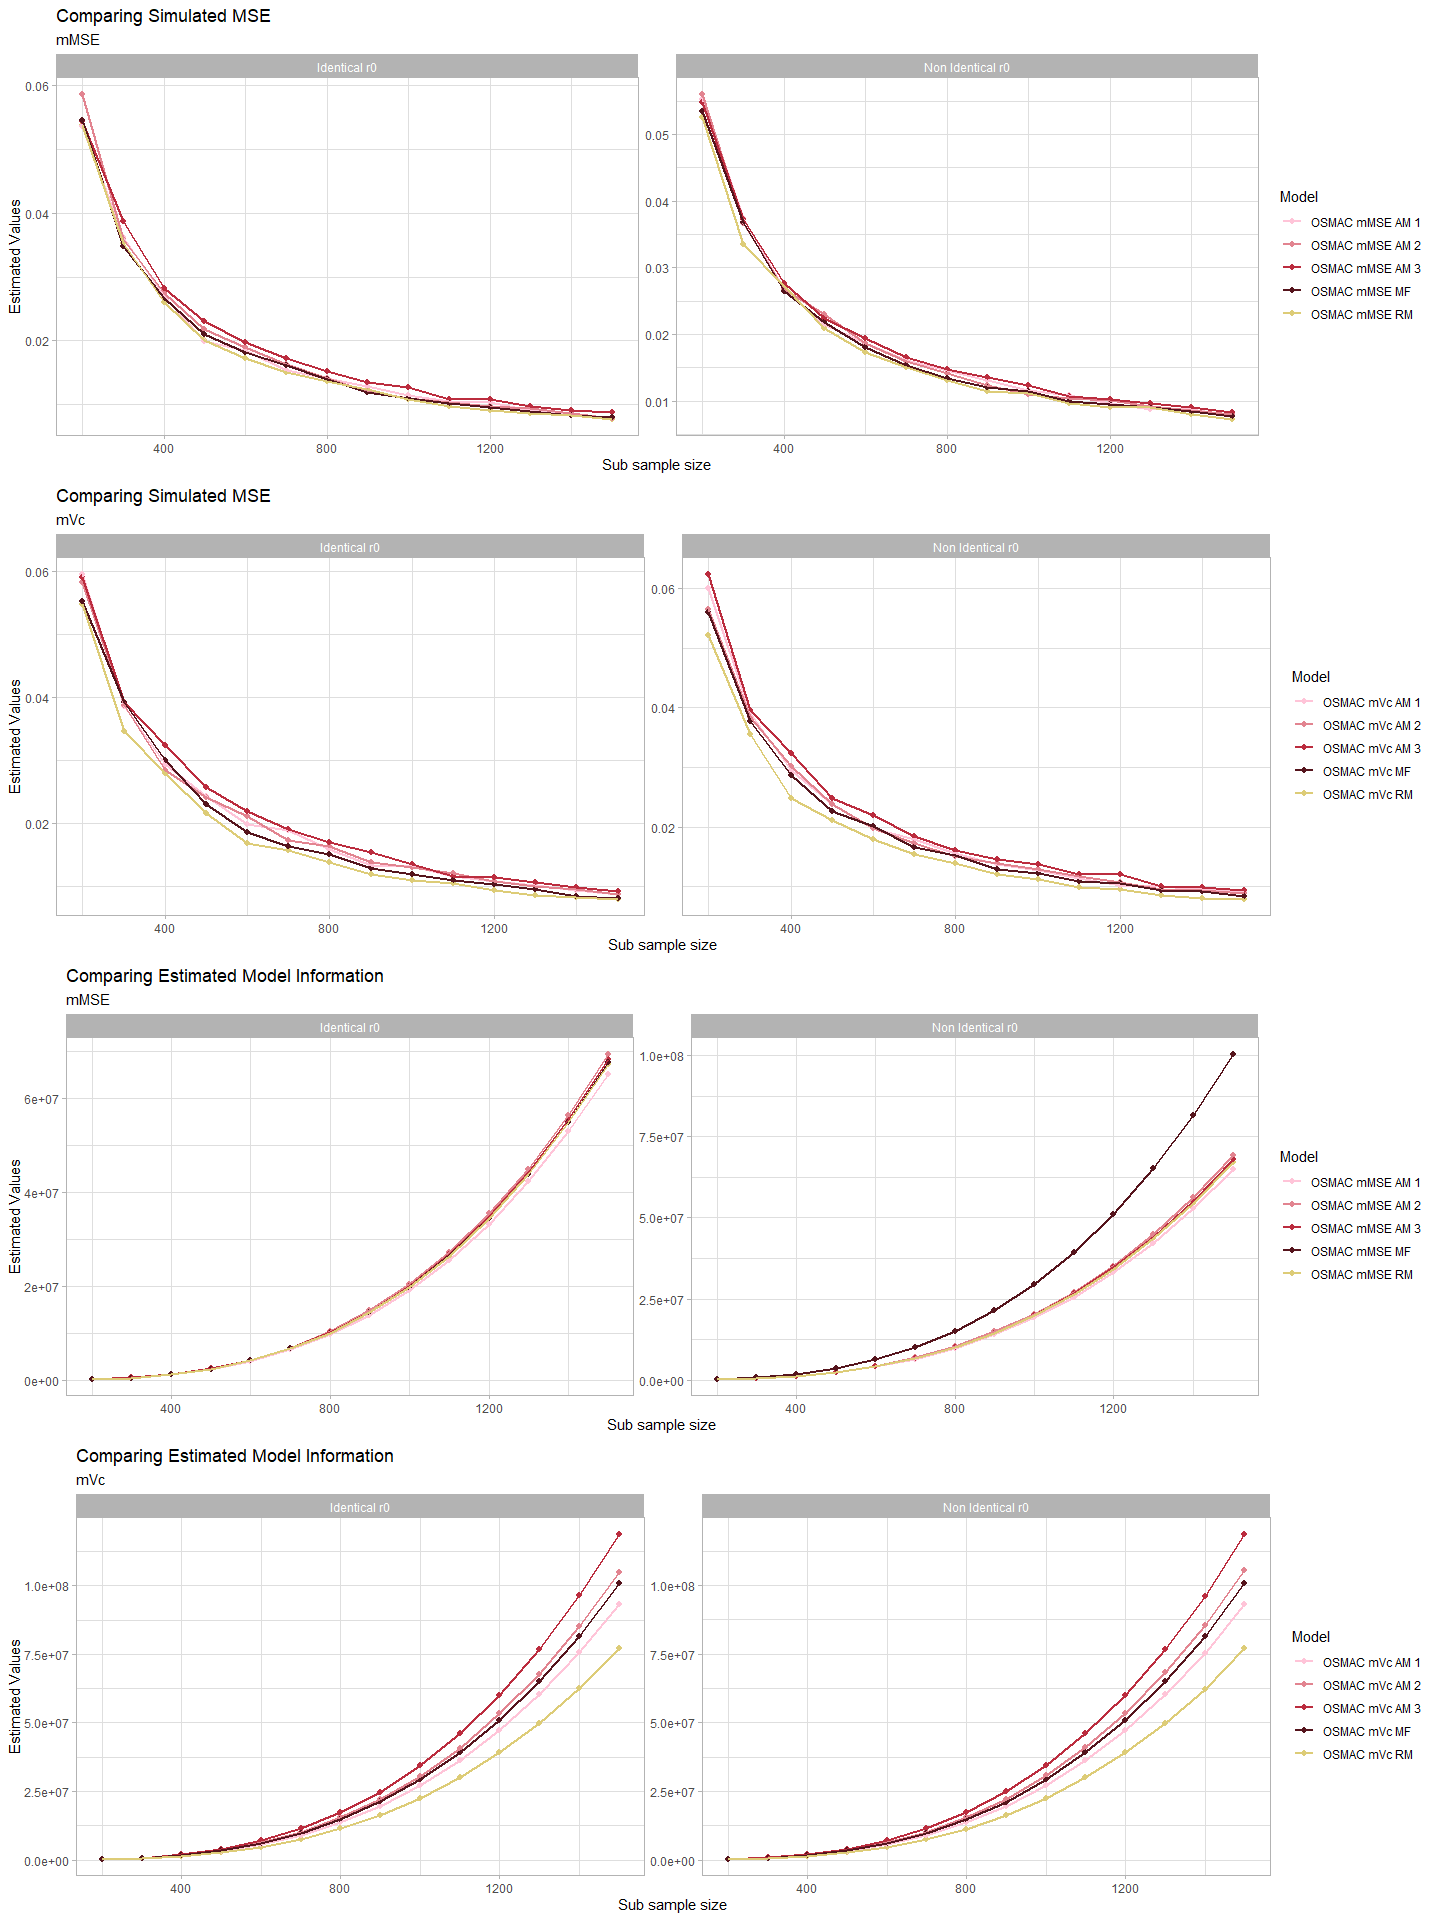 Comparing Simulated MSE
mMSE
Identical r0
Non Identical r0
Estimated Values
0.06
0.04
0.02
0.05
0.04
0.03
0.02
0.01
400
800
1200
400
800
1200
Sub sample size
Model
OSMAC mMSE AM 1
OSMAC mMSE AM 2
OSMAC mMSE AM 3
OSMAC mMSE MF
OSMAC mMSE RM
Comparing Simulated MSE
mVc
Identical r0
Non Identical r0
Estimated Values
0.06
0.04
0.02
0.06
0.04
0.02
400
800
1200
400
800
1200
Sub sample size
Model
OSMAC mVc AM 1
OSMAC mVc AM 2
OSMAC mVc AM 3
OSMAC mVc MF
OSMAC mVc RM
Comparing Estimated Model Information
mMSE
Identical r0
Non Identical r0
Estimated Values
6e+07
4e+07
2e+07
0e+00
1.0e+08
7.5e+07
5.0e+07
2.5e+07
0.0e+00
400
800
1200
400
800
1200
Sub sample size
Model
OSMAC mMSE AM 1
OSMAC mMSE AM 2
OSMAC mMSE AM 3
OSMAC mMSE MF
OSMAC mMSE RM
Comparing Estimated Model Information
mVc
Identical r0
Non Identical r0
Estimated Values
1.0e+08
7.5e+07
5.0e+07
2.5e+07
0.0e+00
1.0e+08
7.5e+07
5.0e+07
2.5e+07
0.0e+00
400
800
1200
400
800
1200
Sub sample size
Model
OSMAC mVc AM 1
OSMAC mVc AM 2
OSMAC mVc AM 3
OSMAC mVc MF
OSMAC mVc RM